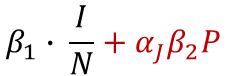 β₁ · I/N + α_J β₂ P